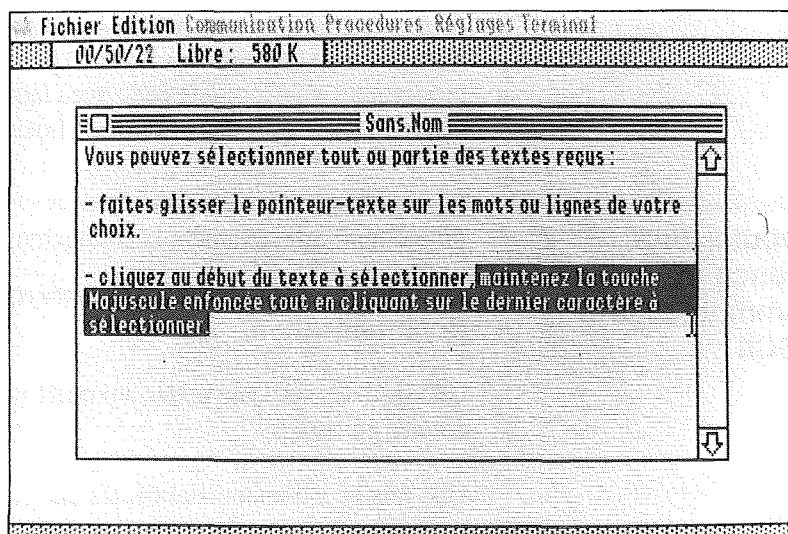 Fichier Edition Communication Procedures Réglages Terminal
00/50/22 Libre : 580 K
Sans.Nom
Vous pouvez sélectionner tout ou partie des textes reçus :
- faites glisser le pointeur-texte sur les mots ou lignes de votre
choix.
- cliquez au début du texte à sélectionner, maintenez la touche
Majuscule enfoncée tout en cliquant sur le dernier caractère à
sélectionner.